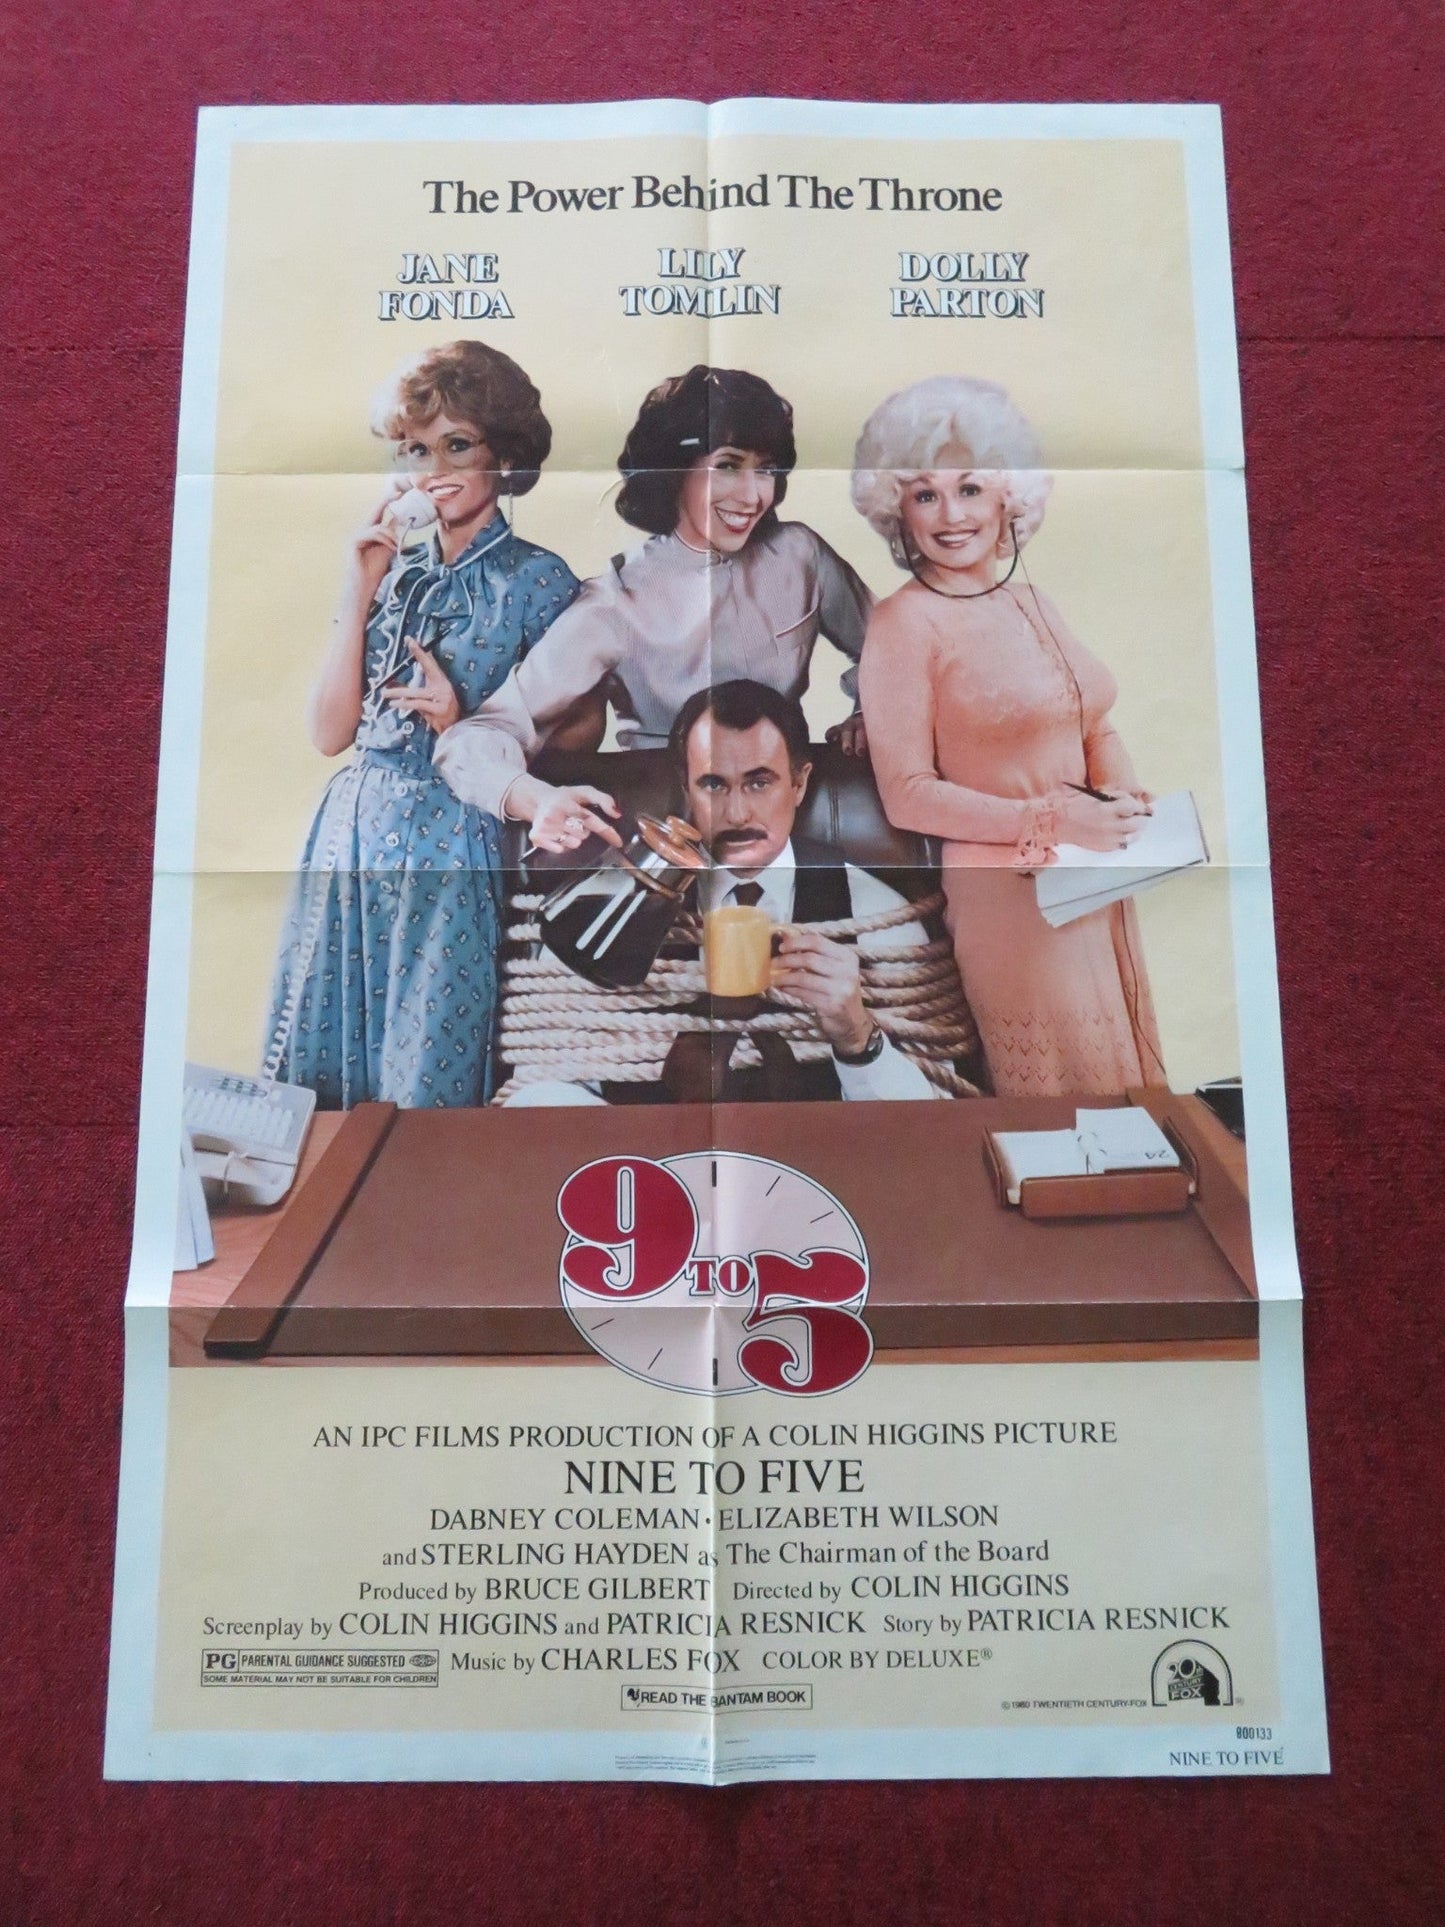 The Power Behind The Throne
JANE FONDA
LILY TOMLIN
DOLLY PARTON
24
9 TO 5
AN IPC FILMS PRODUCTION OF A COLIN HIGGINS PICTURE
NINE TO FIVE
DABNEY COLEMAN • ELIZABETH WILSON
and STERLING HAYDEN as The Chairman of the Board
Produced by BRUCE GILBERT Directed by COLIN HIGGINS
Screenplay by COLIN HIGGINS and PATRICIA RESNICK Story by PATRICIA RESNICK
PG PARENTAL GUIDANCE SUGGESTED
SOME MATERIAL MAY NOT BE SUITABLE FOR CHILDREN
Music by CHARLES FOX COLOR BY DELUXE®
READ THE BANTAM BOOK
© 1980 TWENTIETH CENTURY-FOX
20th CENTURY FOX ®
800133
NINE TO FIVE